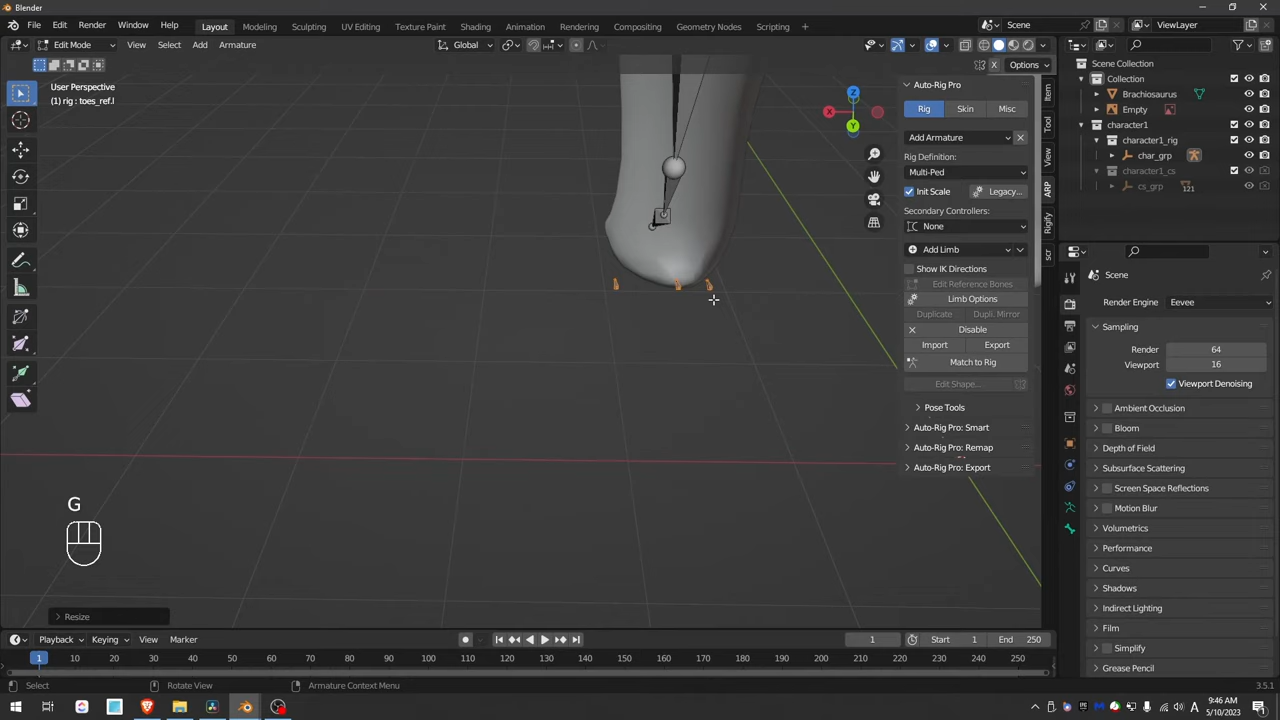 Blender
File Edit Render Window Help Layout Modeling Sculpting UV Editing Texture Paint Shading Animation Rendering Compositing Geometry Nodes Scripting + Scene ViewLayer
Edit Mode View Select Add Armature Global
X Options
User Perspective
(1) rig : toes_ref.l
Z
X
Y
Auto-Rig Pro
Rig Skin Misc
Add Armature
Rig Definition:
Multi-Ped
Init Scale Legacy...
Secondary Controllers:
None
Add Limb
Show IK Directions
Edit Reference Bones
Limb Options
Duplicate Dupli. Mirror
Disable
Import Export
Match to Rig
Edit Shape...
Pose Tools
Auto-Rig Pro: Smart
Auto-Rig Pro: Remap
Auto-Rig Pro: Export
Item
Tool
View
ARP
Rigify
scr
Scene Collection
Collection
Brachiosaurus
Empty
character1
character1_rig
char_grp
character1_cs
cs_grp 121
Scene
Render Engine Eevee
Sampling
Render 64
Viewport 16
Viewport Denoising
Ambient Occlusion
Bloom
Depth of Field
Subsurface Scattering
Screen Space Reflections
Motion Blur
Volumetrics
Performance
Curves
Shadows
Indirect Lighting
Film
Simplify
Grease Pencil
G
Resize
Playback Keying View Marker 1 Start 1 End 250
1 10 20 30 40 50 60 70 80 90 100 110 120 130 140 150 160 170 180 190 200 210 220 230 240 250
Select Rotate View Armature Context Menu 3.5.1
9:46 AM
5/10/2023